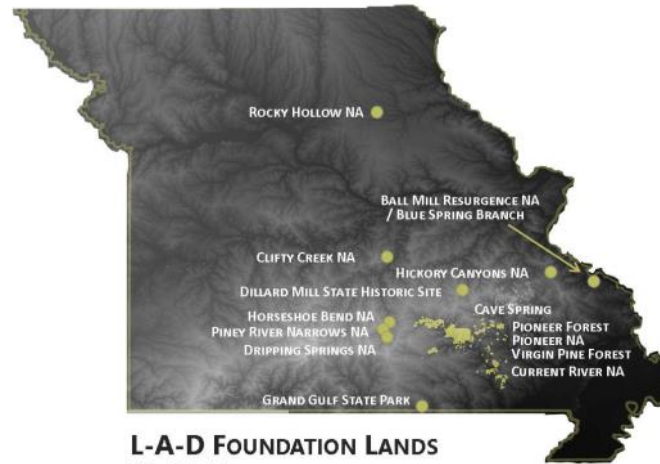 ROCKY HOLLOW NA
BALL MILL RESURGENCE NA
/ BLUE SPRING BRANCH
CLIFTY CREEK NA
HICKORY CANYONS NA
DILLARD MILL STATE HISTORIC SITE
CAVE SPRING
HORSESHOE BEND NA
PIONEER FOREST
PINEY RIVER NARROWS NA
PIONEER NA
VIRGIN PINE FOREST
DRIPPING SPRINGS NA
CURRENT RIVER NA
GRAND GULF STATE PARK
L-A-D FOUNDATION LANDS